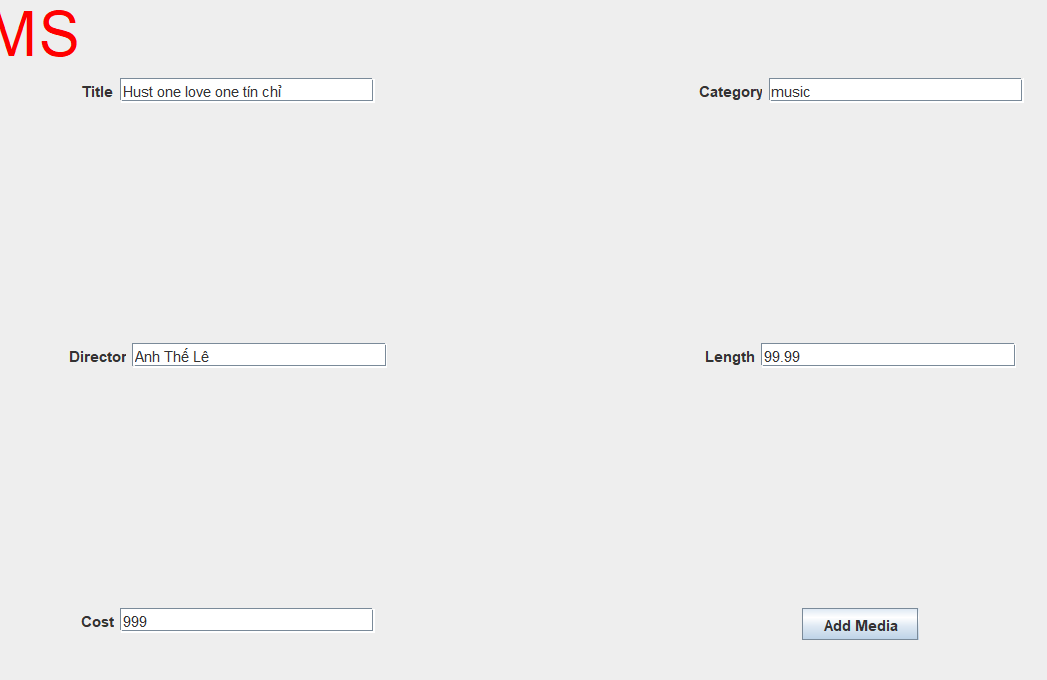 MS
Title Hust one love one tín chỉ Category music
Director Anh Thế Lê Length 99.99
Cost 999 Add Media